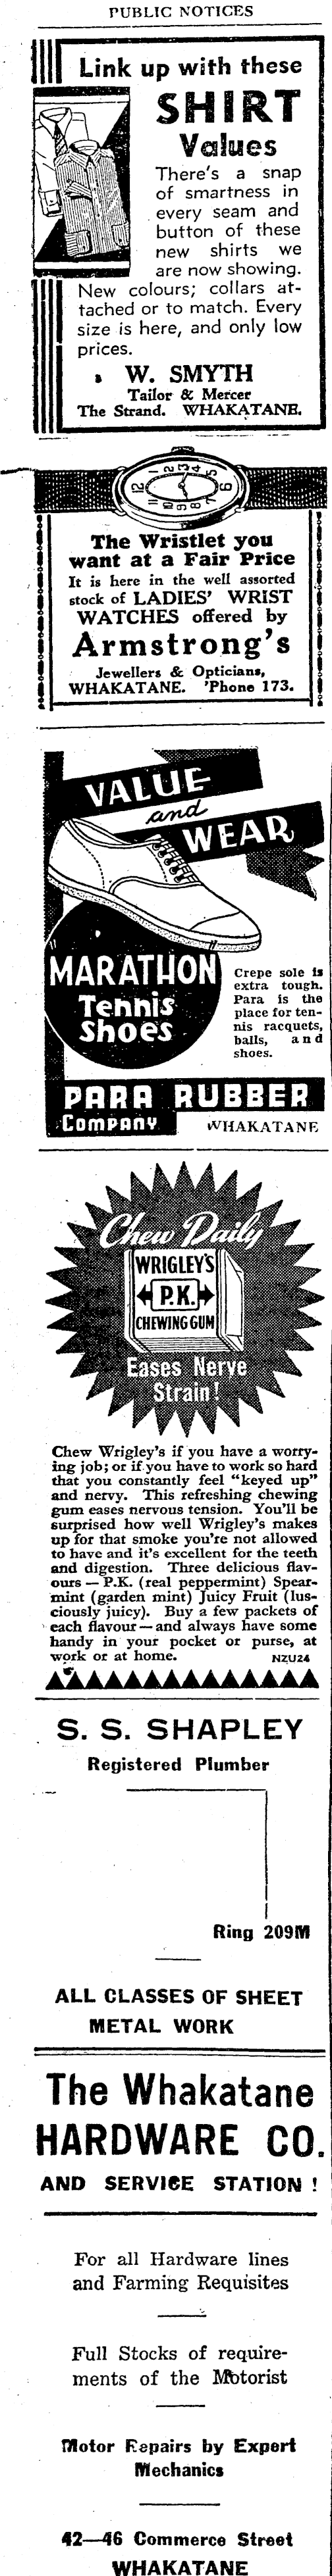 PUBLIC NOTICES
Link up with these
SHIRT
Values
There's a snap
of smartness in
every seam and
button of these
new shirts we
are now showing.
New colours; collars at-
tached or to match. Every
size is here, and only low
prices.
W. SMYTH
Tailor & Mercer
The Strand. WHAKATANE.
12 1 2 3 4 5 6
10 9 8
The Wristlet you
want at a Fair Price
It is here in the well assorted
stock of LADIES' WRIST
WATCHES offered by
Armstrong's
Jewellers & Opticians,
WHAKATANE. 'Phone 173.
VALUE
and
WEAR
"MARATHON"
Tennis
Shoes
Crepe sole is
extra tough.
Para is the
place for ten-
nis racquets,
balls, and
shoes.
PARA RUBBER
Company WHAKATANE
Chew Daily
WRIGLEY'S
P.K.
CHEWING GUM
Eases Nerve
Strain!
Chew Wrigley's if you have a worry-
ing job; or if you have to work so hard
that you constantly feel "keyed up"
and nervy. This refreshing chewing
gum eases nervous tension. You'll be
surprised how well Wrigley's makes
up for that smoke you're not allowed
to have and it's excellent for the teeth
and digestion. Three delicious flav-
ours — P.K. (real peppermint) Spear-
mint (garden mint) Juicy Fruit (lus-
ciously juicy). Buy a few packets of
each flavour — and always have some
handy in your pocket or purse, at
work or at home. NZU24
S. S. SHAPLEY
Registered Plumber
Ring 209M
ALL CLASSES OF SHEET
METAL WORK
The Whakatane
HARDWARE CO.
AND SERVICE STATION !
For all Hardware lines
and Farming Requisites
Full Stocks of require-
ments of the Motorist
Motor Repairs by Expert
Mechanics
42—46 Commerce Street
WHAKATANE